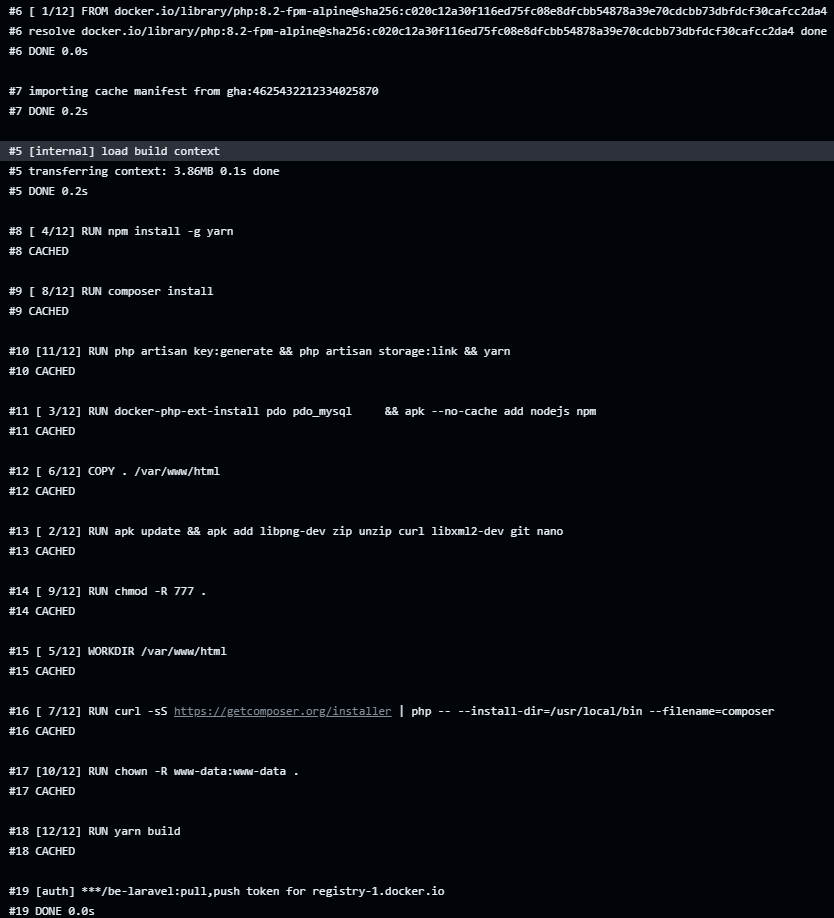 #6 [ 1/12] FROM docker.io/library/php:8.2-fpm-alpine@sha256:c020c12a30f116ed75fc08e8dfcbb54878a39e70cdcbb73dbfdcf30cafcc2da4
#6 resolve docker.io/library/php:8.2-fpm-alpine@sha256:c020c12a30f116ed75fc08e8dfcbb54878a39e70cdcbb73dbfdcf30cafcc2da4 done
#6 DONE 0.0s
#7 importing cache manifest from gha:4625432212334025870
#7 DONE 0.2s
#5 [internal] load build context
#5 transferring context: 3.86MB 0.1s done
#5 DONE 0.2s
#8 [ 4/12] RUN npm install -g yarn
#8 CACHED
#9 [ 8/12] RUN composer install
#9 CACHED
#10 [11/12] RUN php artisan key:generate && php artisan storage:link && yarn
#10 CACHED
#11 [ 3/12] RUN docker-php-ext-install pdo pdo_mysql     && apk --no-cache add nodejs npm
#11 CACHED
#12 [ 6/12] COPY . /var/www/html
#12 CACHED
#13 [ 2/12] RUN apk update && apk add libpng-dev zip unzip curl libxml2-dev git nano
#13 CACHED
#14 [ 9/12] RUN chmod -R 777 .
#14 CACHED
#15 [ 5/12] WORKDIR /var/www/html
#15 CACHED
#16 [ 7/12] RUN curl -sS https://getcomposer.org/installer | php -- --install-dir=/usr/local/bin --filename=composer
#16 CACHED
#17 [10/12] RUN chown -R www-data:www-data .
#17 CACHED
#18 [12/12] RUN yarn build
#18 CACHED
#19 [auth] ***/be-laravel:pull,push token for registry-1.docker.io
#19 DONE 0.0s